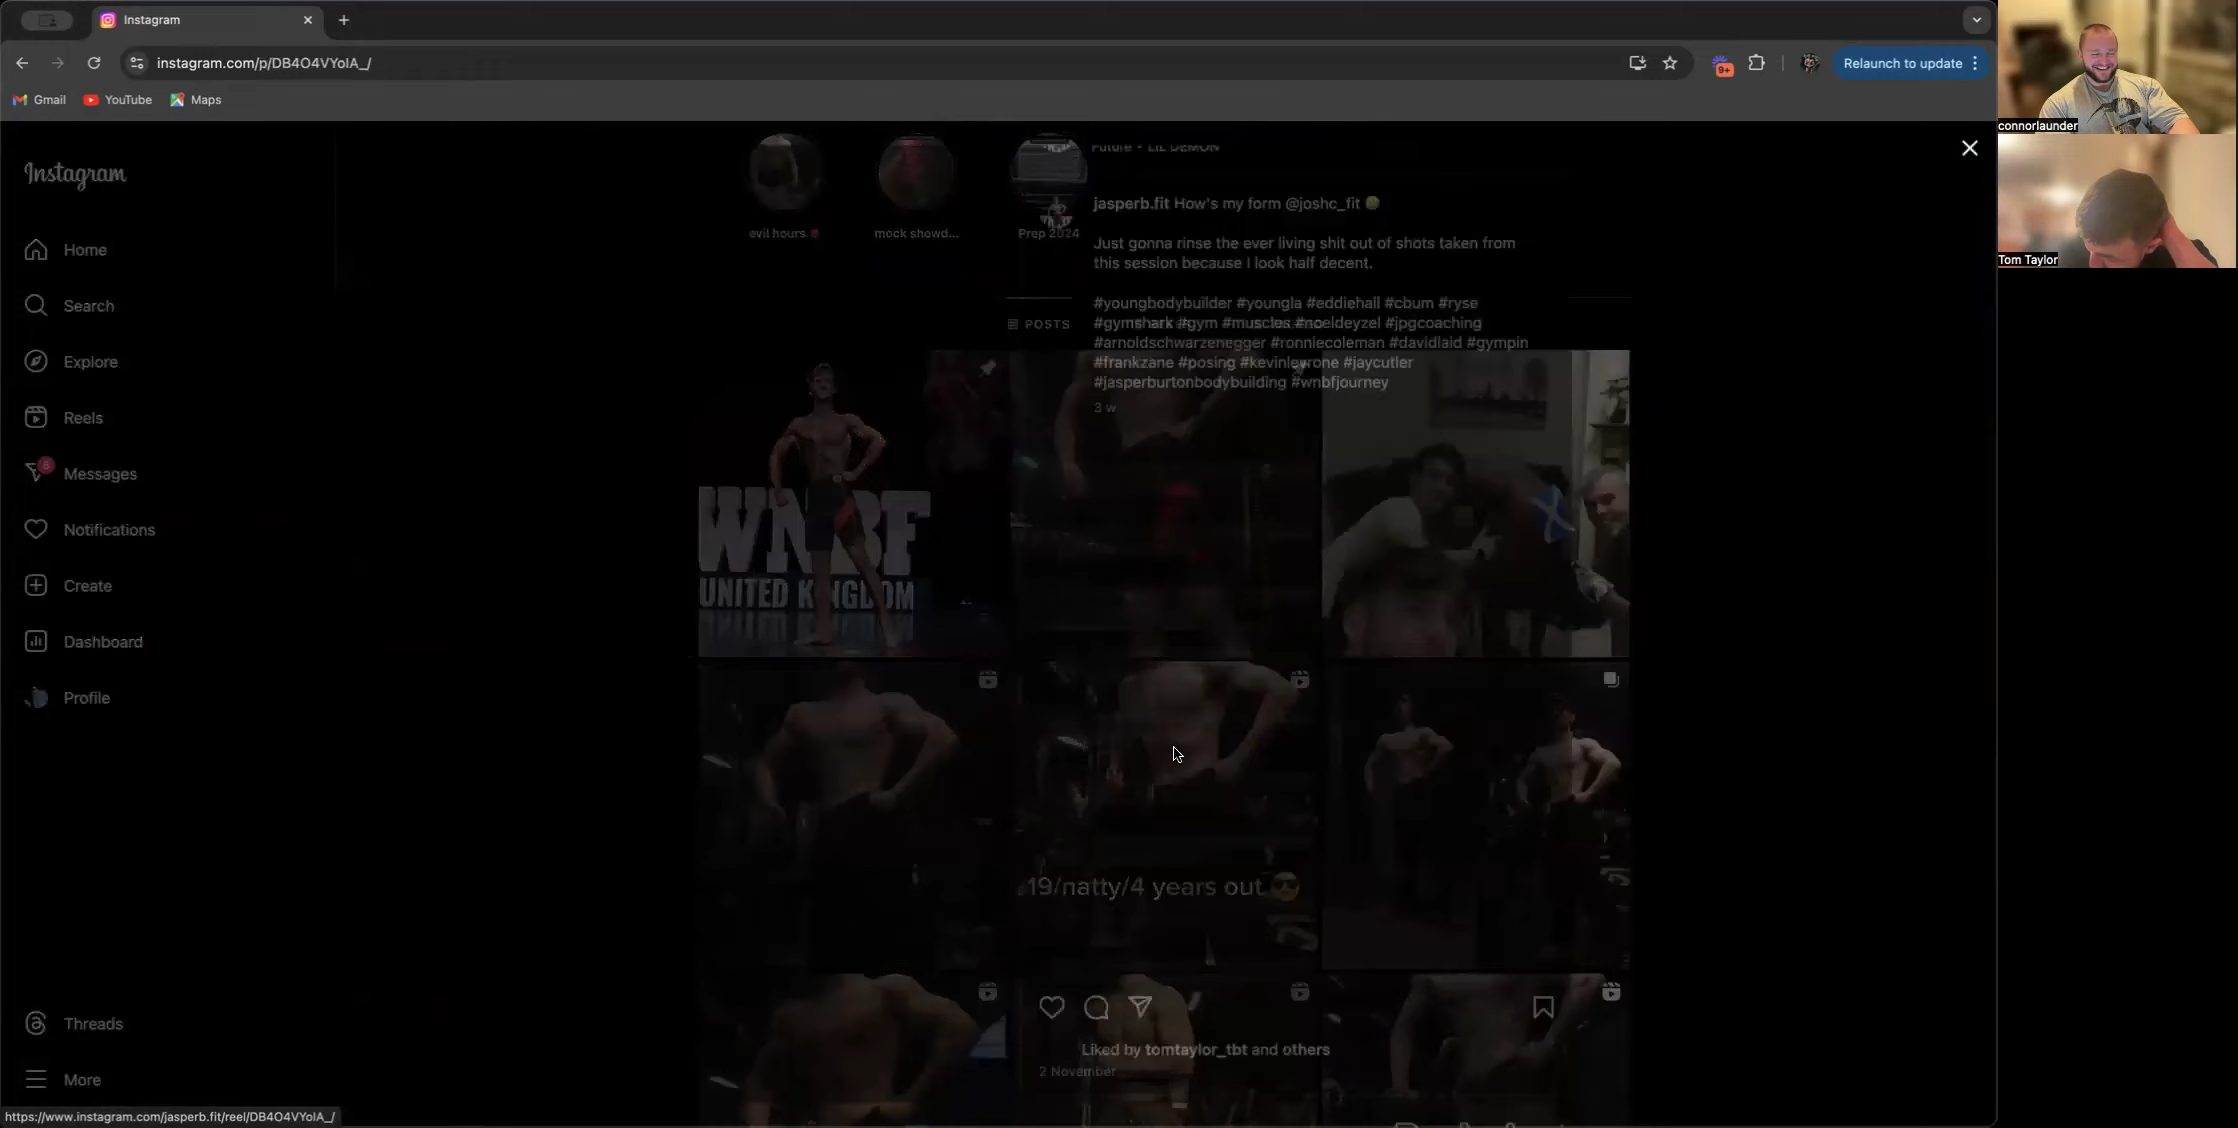 Instagram
instagram.com/p/DB4O4VYoIA_/
9+
Relaunch to update
Gmail
YouTube
Maps
connorlaunder
Tom Taylor
Instagram
Home
Search
Explore
Reels
6
Messages
Notifications
Create
Dashboard
Profile
Threads
More
evil hours
mock showd...
Prep 2024
Future • LIL DEMON
jasperb.fit How's my form @joshc_fit
Just gonna rinse the ever living shit out of shots taken from
this session because I look half decent.
#youngbodybuilder #youngla #eddiehall #cbum #ryse
#gymshark #gym #muscles #noeldeyzel #jpgcoaching
#arnoldschwarzenegger #ronniecoleman #davidlaid #gympin
#frankzane #posing #kevinlevrone #jaycutler
#jasperburtonbodybuilding #wnbfjourney
3 w
POSTS
WNBF
UNITED KINGDOM
19/natty/4 years out
Liked by tomtaylor_tbt and others
2 November
https://www.instagram.com/jasperb.fit/reel/DB4O4VYoIA_/